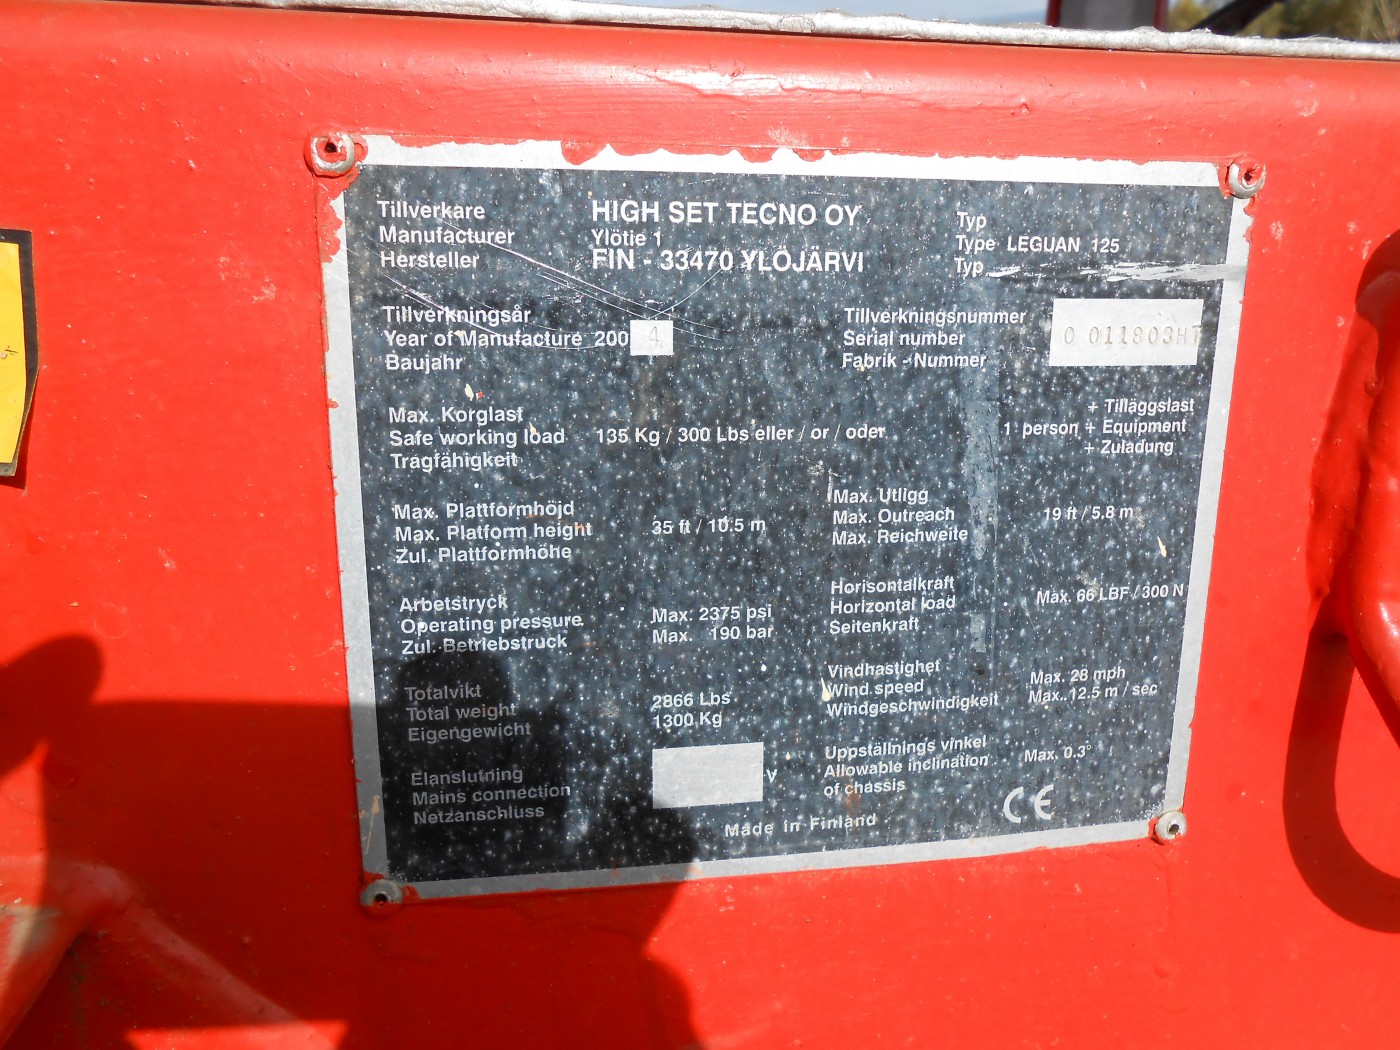 Tillverkare
Manufacturer
Hersteller
HIGH SET TECNO OY
Ylötie 1
FIN - 33470 YLÖJÄRVI
Typ
Type LEGUAN 125
Typ
Tillverkningsår
Year of Manufacture 200 4
Baujahr
Tillverkningsnummer
Serial number
Fabrik - Nummer
0 011803HT
Max. Korglast
Safe working load
Tragfähigkeit
135 Kg / 300 Lbs eller / or / oder
+ Tilläggslast
1 person + Equipment
+ Zuladung
Max. Plattformhöjd
Max. Platform height
Zul. Plattformhöhe
35 ft / 10.5 m
Max. Utligg
Max. Outreach
Max. Reichweite
19 ft / 5.8 m
Arbetstryck
Operating pressure
Zul. Betriebstruck
Max. 2375 psi
Max. 190 bar
Horisontalkraft
Horizontal load
Seitenkraft
Max. 66 LBF / 300 N
Totalvikt
Total weight
Eigengewicht
2866 Lbs
1300 Kg
Vindhastighet
Wind speed
Windgeschwindigkeit
Max. 28 mph
Max. 12.5 m / sec
Elanslutning
Mains connection
Netzanschluss
V
Uppställnings vinkel
Allowable inclination
of chassis
Max. 0.3°
Made in Finland
CE